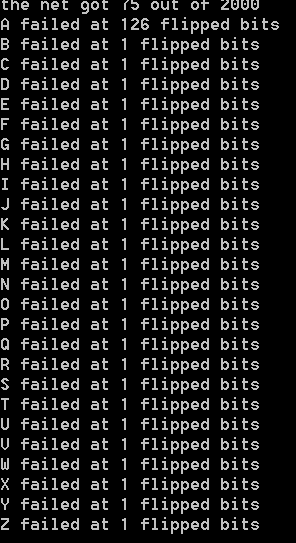 the net got 75 out of 2000
A failed at 126 flipped bits
B failed at 1 flipped bits
C failed at 1 flipped bits
D failed at 1 flipped bits
E failed at 1 flipped bits
F failed at 1 flipped bits
G failed at 1 flipped bits
H failed at 1 flipped bits
I failed at 1 flipped bits
J failed at 1 flipped bits
K failed at 1 flipped bits
L failed at 1 flipped bits
M failed at 1 flipped bits
N failed at 1 flipped bits
O failed at 1 flipped bits
P failed at 1 flipped bits
Q failed at 1 flipped bits
R failed at 1 flipped bits
S failed at 1 flipped bits
T failed at 1 flipped bits
U failed at 1 flipped bits
V failed at 1 flipped bits
W failed at 1 flipped bits
X failed at 1 flipped bits
Y failed at 1 flipped bits
Z failed at 1 flipped bits